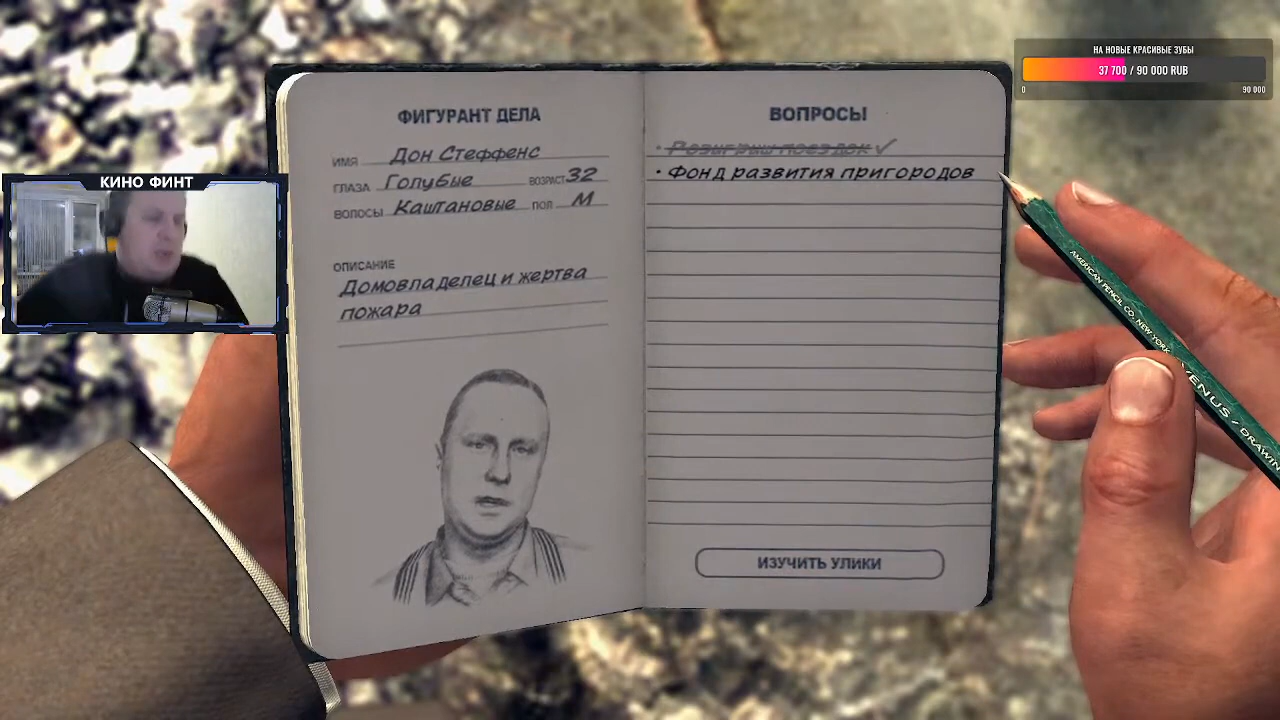 НА НОВЫЕ КРАСИВЫЕ ЗУБЫ
37 700 / 90 000 RUB
0 90 000
КИНО ФИНТ
ФИГУРАНТ ДЕЛА
ИМЯ Дон Стеффенс
ГЛАЗА Голубые ВОЗРАСТ 32
ВОЛОСЫ Каштановые ПОЛ М
ОПИСАНИЕ
Домовладелец и жертва
пожара
ВОПРОСЫ
· Розыгрыш поездок ✓
· Фонд развития пригородов
ИЗУЧИТЬ УЛИКИ
AMERICAN PENCIL CO. NEW YORK
VENUS / DRAWIN